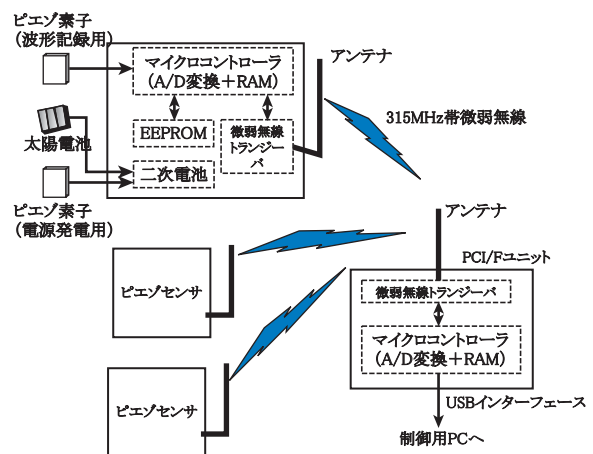 ピエゾ素子
(波形記録用)
マイクロコントローラ
(A/D変換+RAM)
アンテナ
315MHz帯微弱無線
EEPROM
微弱無線
トランジー
バ
太陽電池
二次電池
ピエゾ素子
(電源発電用)
アンテナ
PCI/Fユニット
微弱無線トランジーバ
ピエゾセンサ
マイクロコントローラ
(A/D変換+RAM)
ピエゾセンサ
USBインターフェース
制御用PCへ